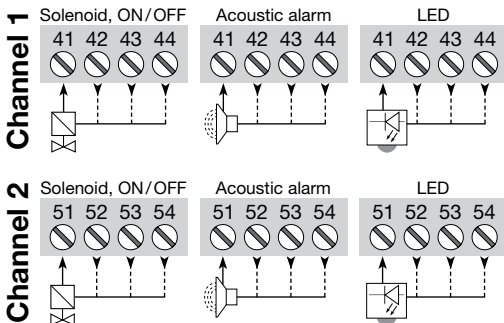 Channel 1
Solenoid, ON/OFF Acoustic alarm LED
41 42 43 44 41 42 43 44 41 42 43 44
Channel 2
Solenoid, ON/OFF Acoustic alarm LED
51 52 53 54 51 52 53 54 51 52 53 54